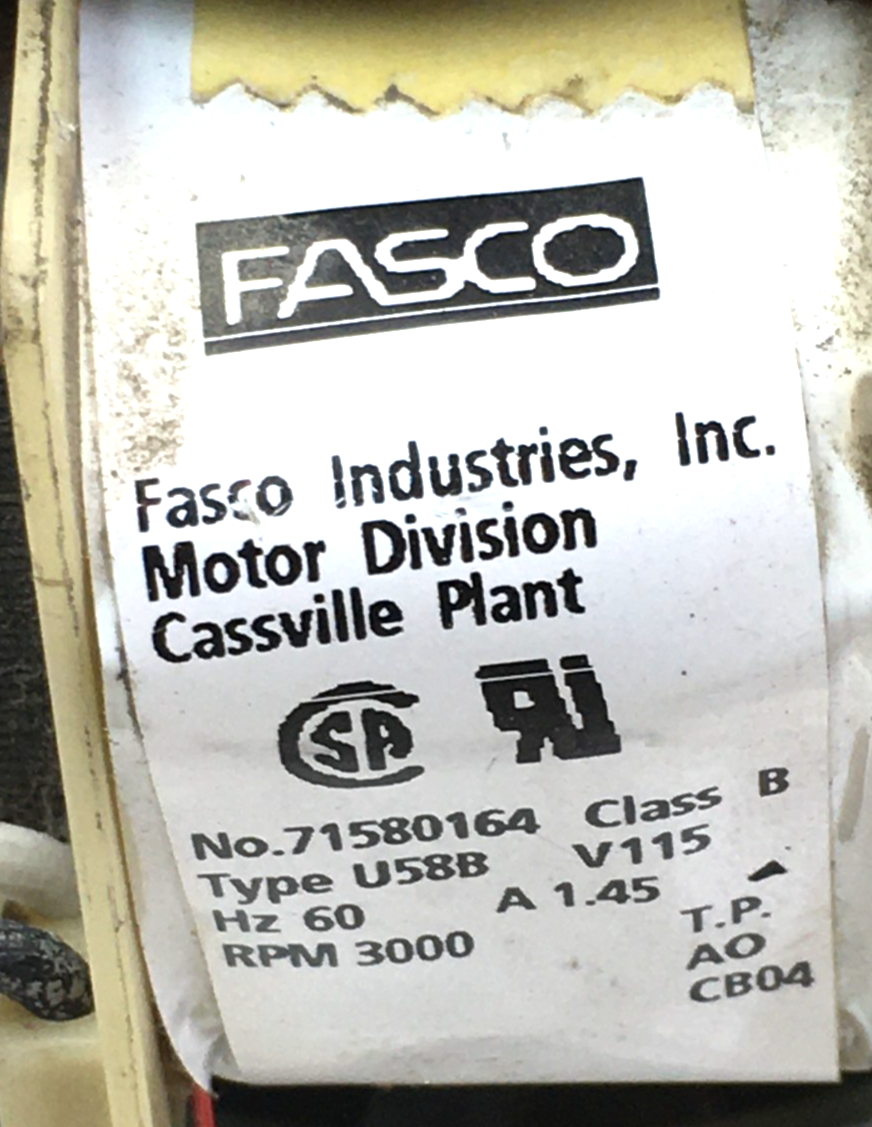 FASCO
Fasco Industries, Inc.
Motor Division
Cassville Plant
No.71580164 Class B
Type U58B V115
Hz 60 A 1.45
RPM 3000
T.P.
AO
CB04